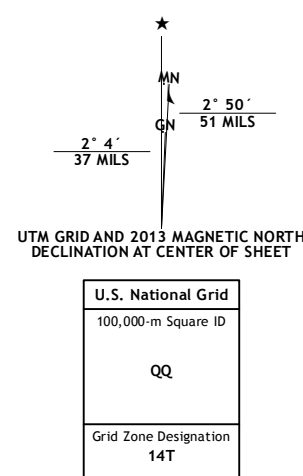 ★
MN
2° 50´
51 MILS
GN
2° 4´
37 MILS
UTM GRID AND 2013 MAGNETIC NORTH
DECLINATION AT CENTER OF SHEET
U.S. National Grid
100,000-m Square ID
QQ
Grid Zone Designation
14T